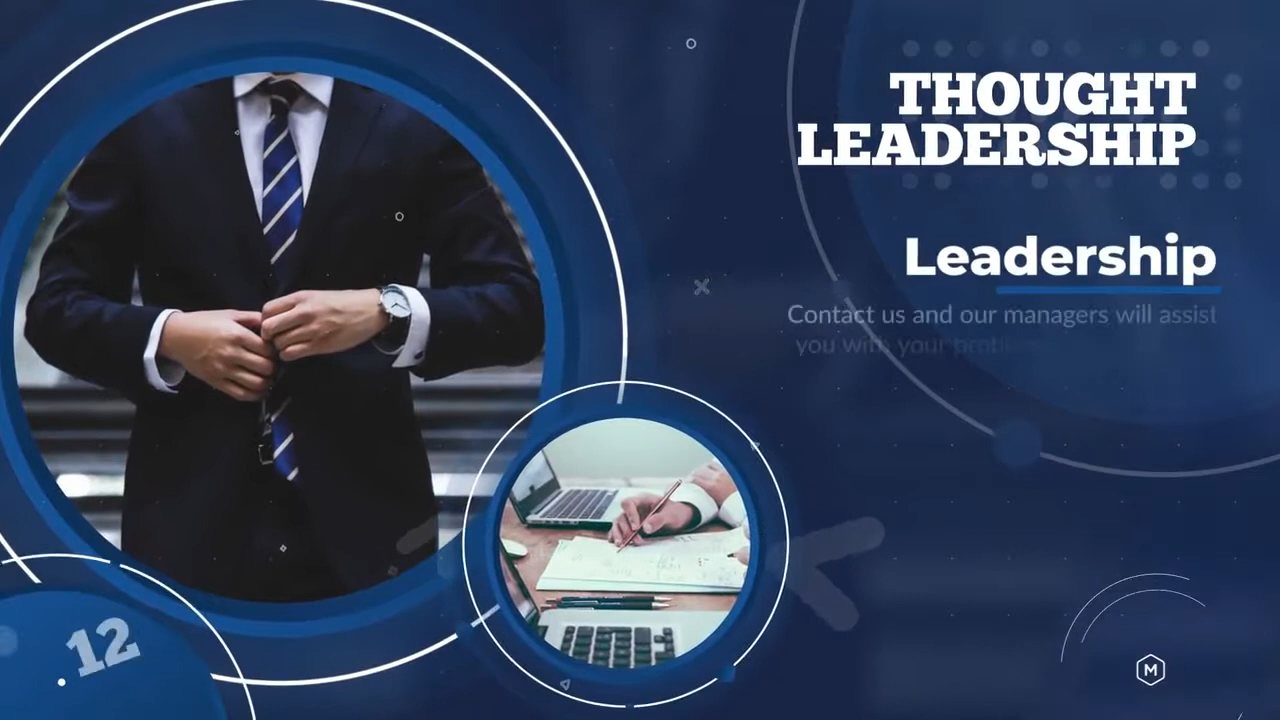 THOUGHT
LEADERSHIP
Leadership
Contact us and our managers will assist
you with your
12
M